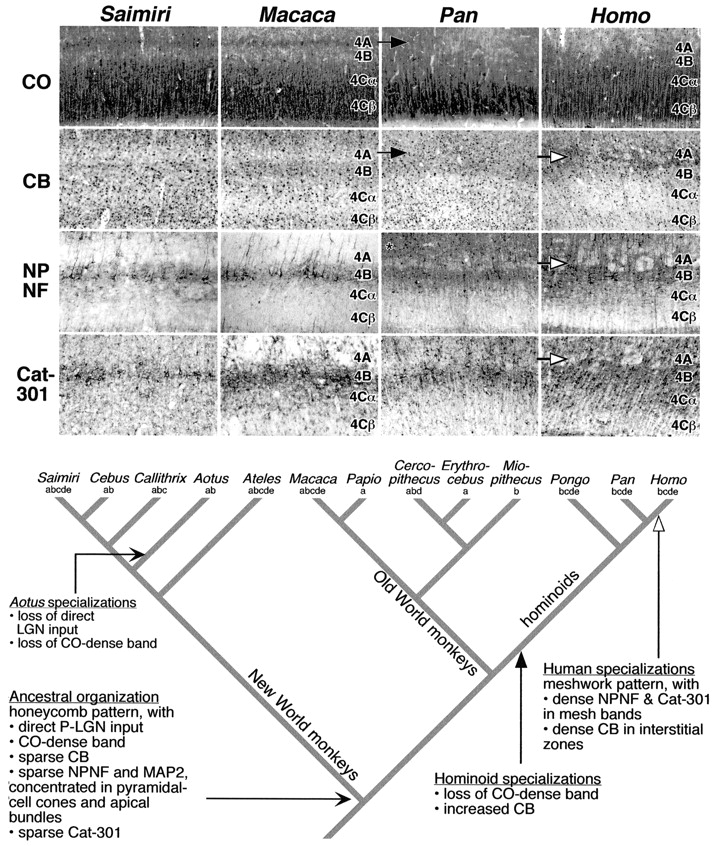 Saimiri Macaca Pan Homo
CO
4A 4A
4B 4B
4Cα 4Cα
4Cβ 4Cβ
CB
4A 4A
4B 4B
4Cα 4Cα
4Cβ 4Cβ
NP
NF
*
4A 4A
4B 4B
4Cα 4Cα
4Cβ 4Cβ
Cat-
301
4A 4A
4B 4B
4Cα 4Cα
4Cβ 4Cβ
Saimiri
abcde
Cebus
ab
Callithrix
abc
Aotus
ab
Ateles
abcde
Macaca
abcde
Papio
a
Cerco-
pithecus
abd
Erythro-
cebus
a
Mio-
pithecus
b
Pongo
bcde
Pan
bcde
Homo
bcde
Aotus specializations
• loss of direct
LGN input
• loss of CO-dense band
Ancestral organization
honeycomb pattern, with
• direct P-LGN input
• CO-dense band
• sparse CB
• sparse NPNF and MAP2,
concentrated in pyramidal-
cell cones and apical
bundles
• sparse Cat-301
New World monkeys
Old World monkeys
hominoids
Hominoid specializations
• loss of CO-dense band
• increased CB
Human specializations
meshwork pattern, with
• dense NPNF & Cat-301
in mesh bands
• dense CB in interstitial
zones